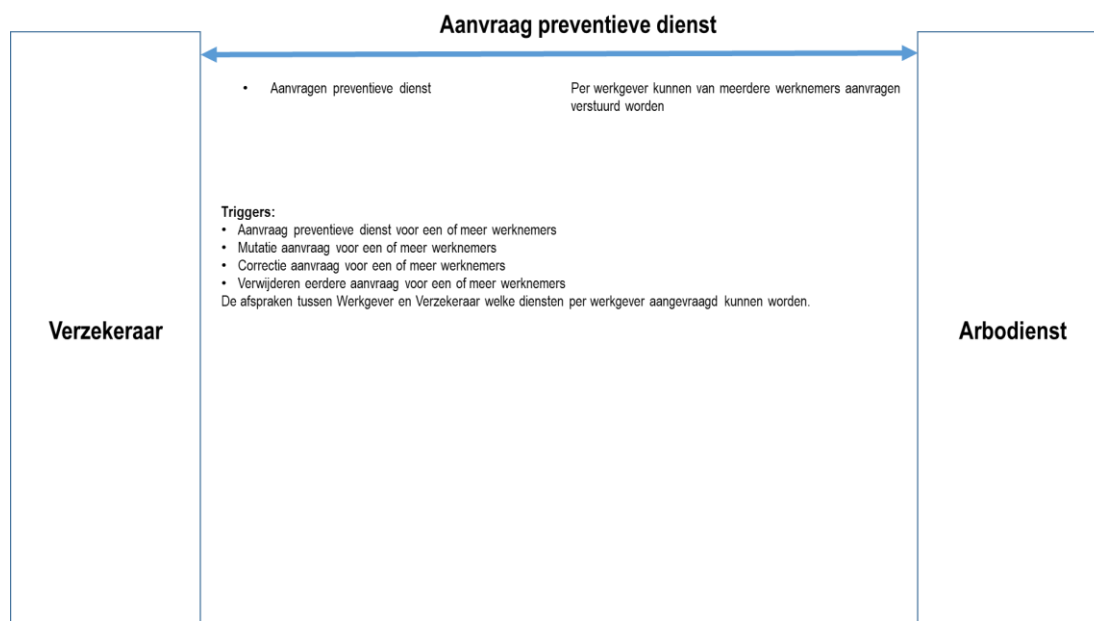 Aanvraag preventieve dienst
• Aanvragen preventieve dienst
Per werkgever kunnen van meerdere werknemers aanvragen
verstuurd worden
Triggers:
• Aanvraag preventieve dienst voor een of meer werknemers
• Mutatie aanvraag voor een of meer werknemers
• Correctie aanvraag voor een of meer werknemers
• Verwijderen eerdere aanvraag voor een of meer werknemers
De afspraken tussen Werkgever en Verzekeraar welke diensten per werkgever aangevraagd kunnen worden.
Verzekeraar
Arbodienst